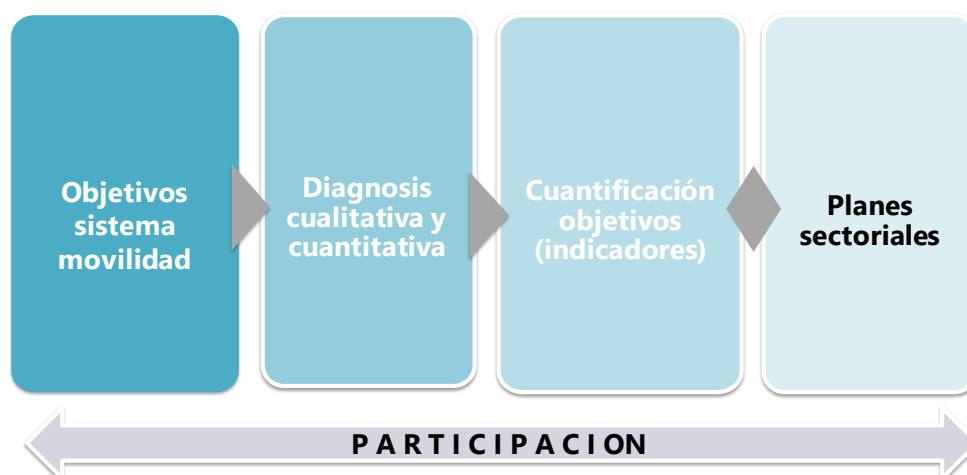 Objetivos
sistema
movilidad
Diagnosis
cualitativa y
cuantitativa
Cuantificación
objetivos
(indicadores)
Planes
sectoriales
PARTICIPACION